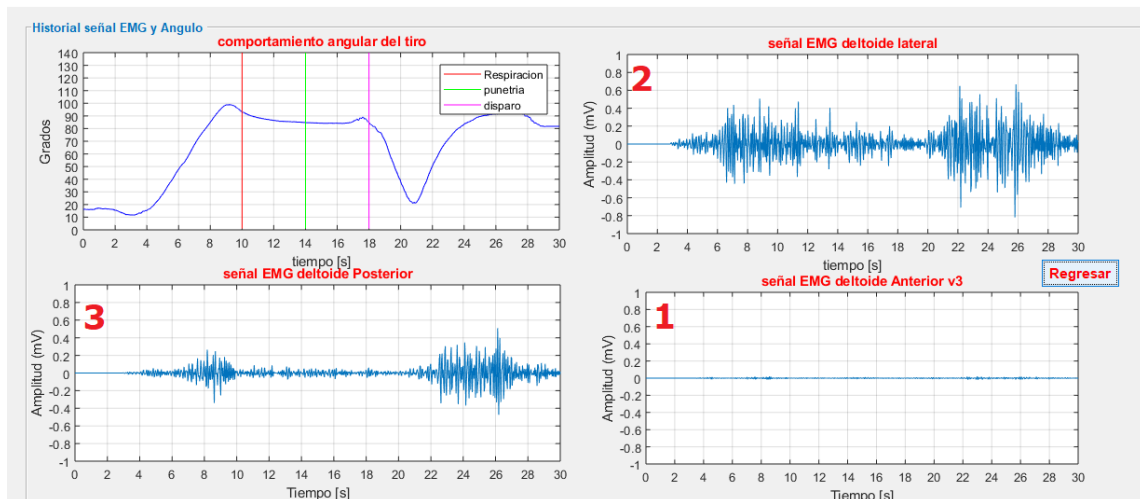 Historial señal EMG y Angulo
comportamiento angular del tiro
Grados
140
130
120
110
100
90
80
70
60
50
40
30
20
10
0
Respiracion
punetria
disparo
0 2 4 6 8 10 12 14 16 18 20 22 24 26 28 30
tiempo [s]
señal EMG deltoide lateral
2
Amplitud (mV)
1
0.8
0.6
0.4
0.2
0
-0.2
-0.4
-0.6
-0.8
-1
0 2 4 6 8 10 12 14 16 18 20 22 24 26 28 30
tiempo [s]
Regresar
señal EMG deltoide Posterior
3
Amplitud (mV)
1
0.8
0.6
0.4
0.2
0
-0.2
-0.4
-0.6
-0.8
-1
0 2 4 6 8 10 12 14 16 18 20 22 24 26 28 30
Tiempo [s]
señal EMG deltoide Anterior v3
1
Amplitud (mV)
1
0.8
0.6
0.4
0.2
0
-0.2
-0.4
-0.6
-0.8
-1
0 2 4 6 8 10 12 14 16 18 20 22 24 26 28 30
Tiempo [s]